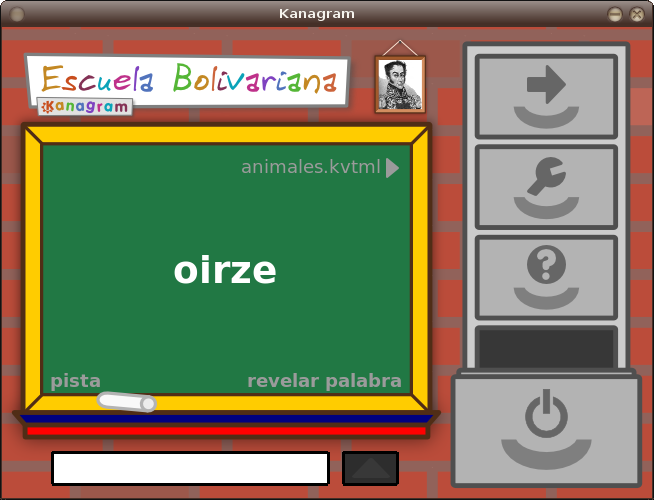 Kanagram
Escuela Bolivariana
Kanagram
animales.kvtml
oirze
pista
revelar palabra